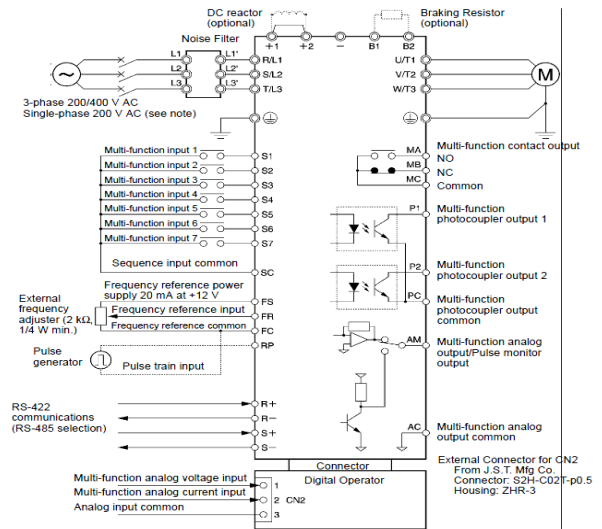 DC reactor
(optional)
Braking Resistor
(optional)
Noise Filter
+1
+2
−
B1
B2
L1
L1'
R/L1
U/T1
L2
L2'
S/L2
V/T2
L3
L3'
T/L3
W/T3
~
M
3-phase 200/400 V AC
Single-phase 200 V AC (see note)
Multi-function input 1
S1
Multi-function input 2
S2
Multi-function input 3
S3
Multi-function input 4
S4
Multi-function input 5
S5
Multi-function input 6
S6
Multi-function input 7
S7
Sequence input common
SC
MA
Multi-function contact output
NO
MB
NC
MC
Common
P1
Multi-function
photocoupler output 1
P2
Multi-function
photocoupler output 2
PC
Multi-function
photocoupler output
common
Frequency reference power
supply 20 mA at +12 V
FS
External
frequency
adjuster (2 kΩ,
1/4 W min.)
Frequency reference input
FR
Frequency reference common
FC
RP
Pulse
generator
Pulse train input
AM
Multi-function analog
output/Pulse monitor
output
RS-422
communications
(RS-485 selection)
R+
R−
S+
S−
AC
Multi-function analog
output common
Connector
Digital Operator
Multi-function analog voltage input
1
Multi-function analog current input
2
CN2
Analog input common
3
External Connector for CN2
From J.S.T. Mfg Co.
Connector: S2H-C02T-p0.5
Housing: ZHR-3